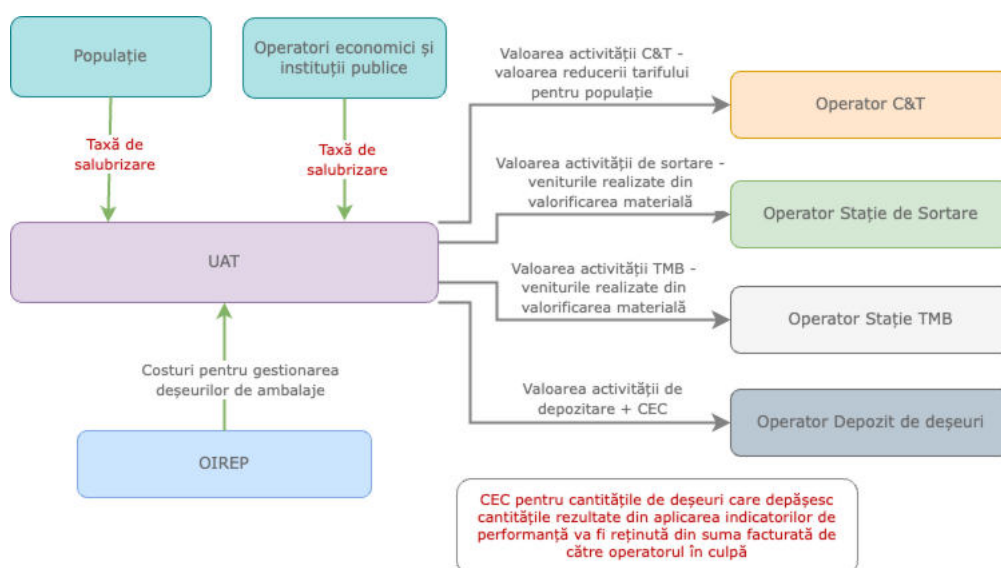 Populație
Operatori economici și
instituții publice
Valoarea activității C&T -
valoarea reducerii tarifului
pentru populație
Operator C&T
Taxă de
salubrizare
Taxă de
salubrizare
Valoarea activității de sortare -
veniturile realizate din
valorificarea materială
Operator Stație de Sortare
UAT
Valoarea activității TMB -
veniturile realizate din
valorificarea materială
Operator Stație TMB
Costuri pentru gestionarea
deșeurilor de ambalaje
Valoarea activității de
depozitare + CEC
Operator Depozit de deșeuri
OIREP
CEC pentru cantitățile de deșeuri care depășesc
cantitățile rezultate din aplicarea indicatorilor de
performanță va fi reținută din suma facturată de
către operatorul în culpă